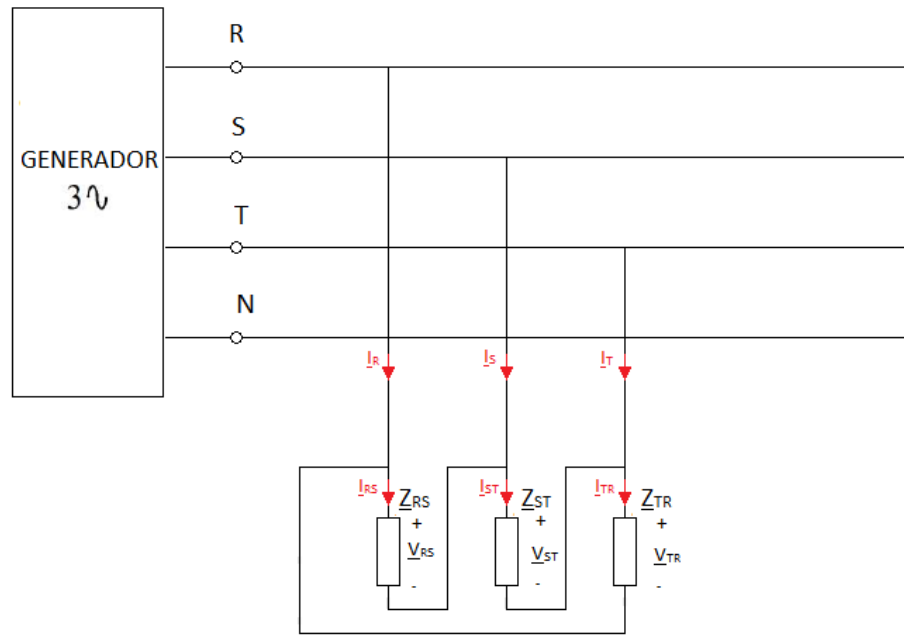 R
S
GENERADOR
3∿
T
N
IR
IS
IT
IRS
ZRS
+
VRS
-
IST
ZST
+
VST
-
ITR
ZTR
+
VTR
-